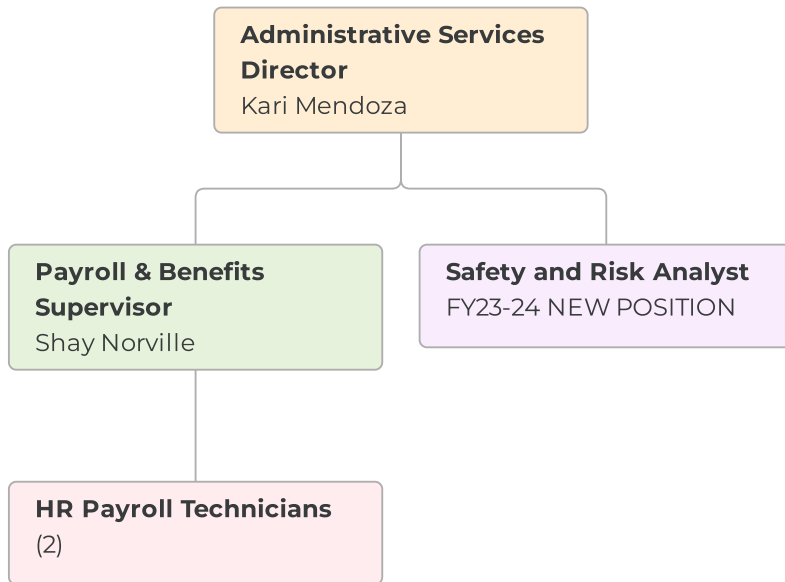 Administrative Services
Director
Kari Mendoza
Payroll & Benefits
Supervisor
Shay Norville
Safety and Risk Analyst
FY23-24 NEW POSITION
HR Payroll Technicians
(2)